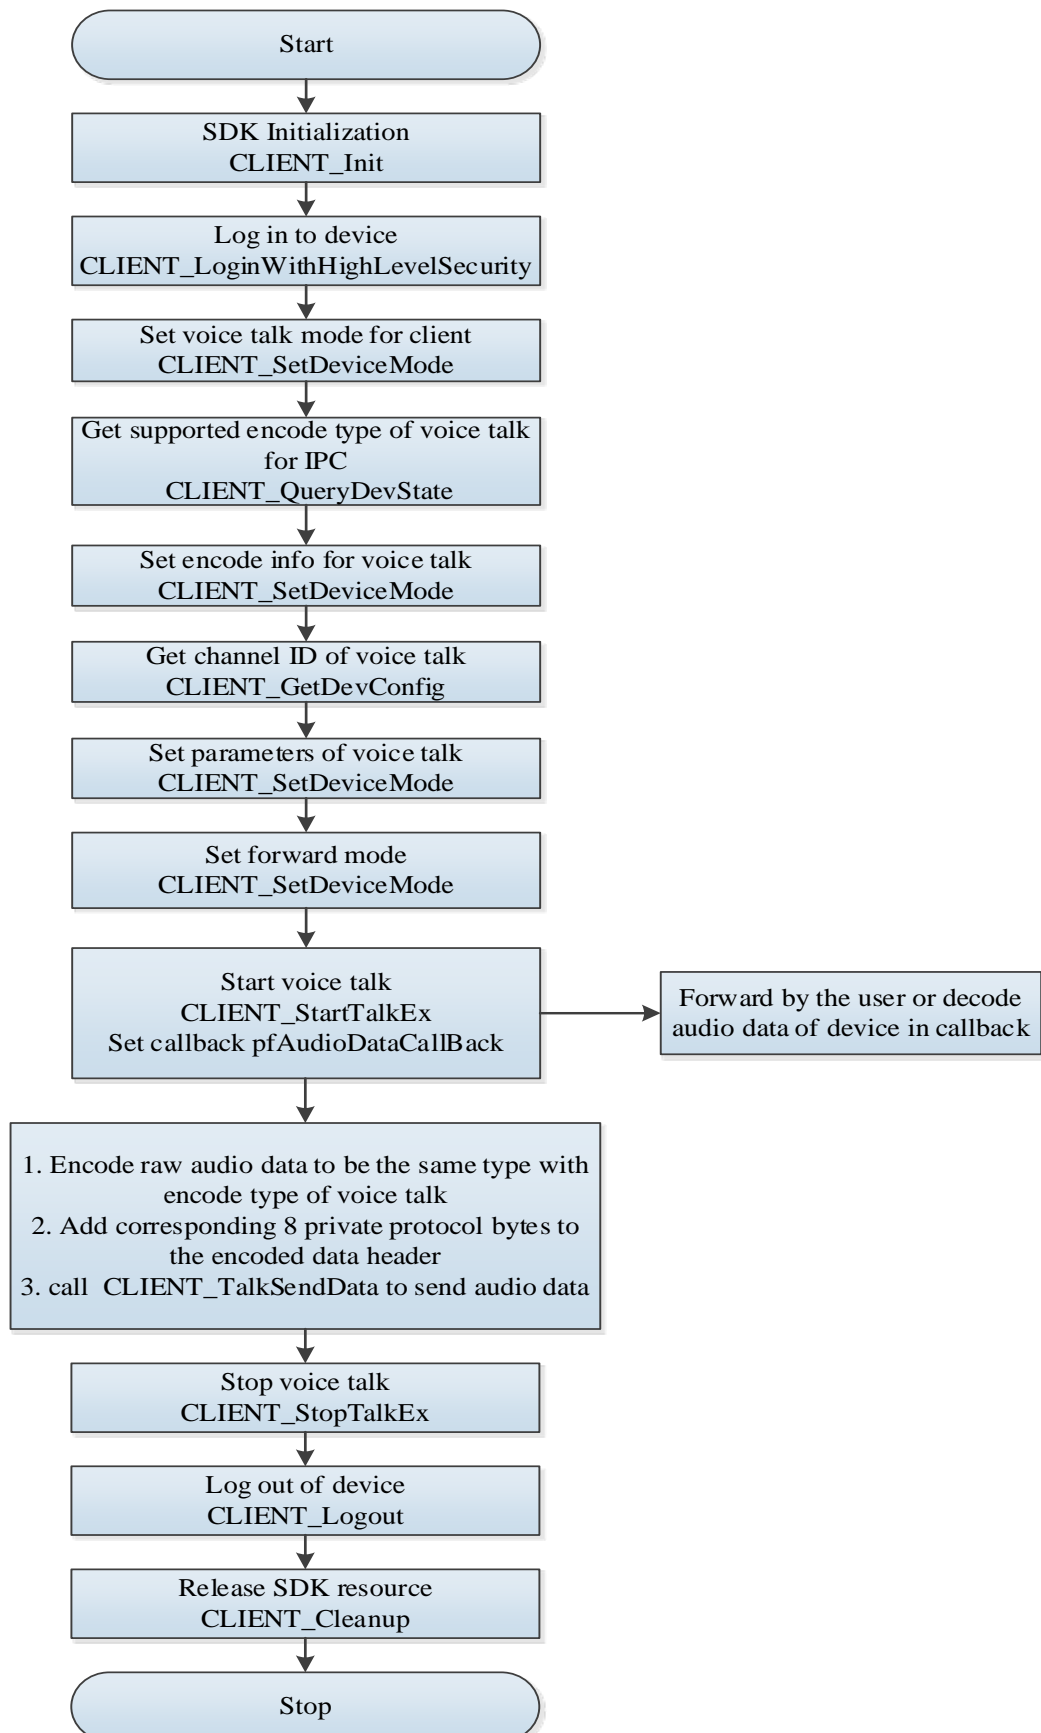 Start
SDK Initialization
CLIENT_Init
Log in to device
CLIENT_LoginWithHighLevelSecurity
Set voice talk mode for client
CLIENT_SetDeviceMode
Get supported encode type of voice talk
for IPC
CLIENT_QueryDevState
Set encode info for voice talk
CLIENT_SetDeviceMode
Get channel ID of voice talk
CLIENT_GetDevConfig
Set parameters of voice talk
CLIENT_SetDeviceMode
Set forward mode
CLIENT_SetDeviceMode
Start voice talk
CLIENT_StartTalkEx
Set callback pfAudioDataCallBack
Forward by the user or decode
audio data of device in callback
1. Encode raw audio data to be the same type with
encode type of voice talk
2. Add corresponding 8 private protocol bytes to
the encoded data header
3. call  CLIENT_TalkSendData to send audio data
Stop voice talk
CLIENT_StopTalkEx
Log out of device
CLIENT_Logout
Release SDK resource
CLIENT_Cleanup
Stop